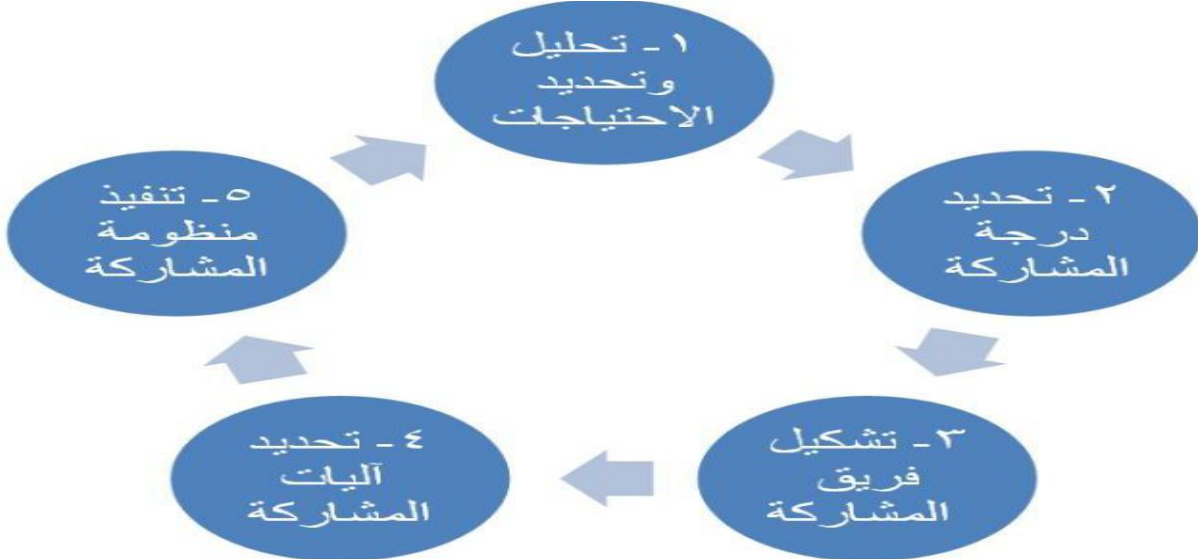 ١- تحليل
وتحديد
الاحتياجات
٢- تحديد
درجة
المشاركة
٣- تشكيل
فريق
المشاركة
٤- تحديد
آليات
المشاركة
٥- تنفيذ
منظومة
المشاركة